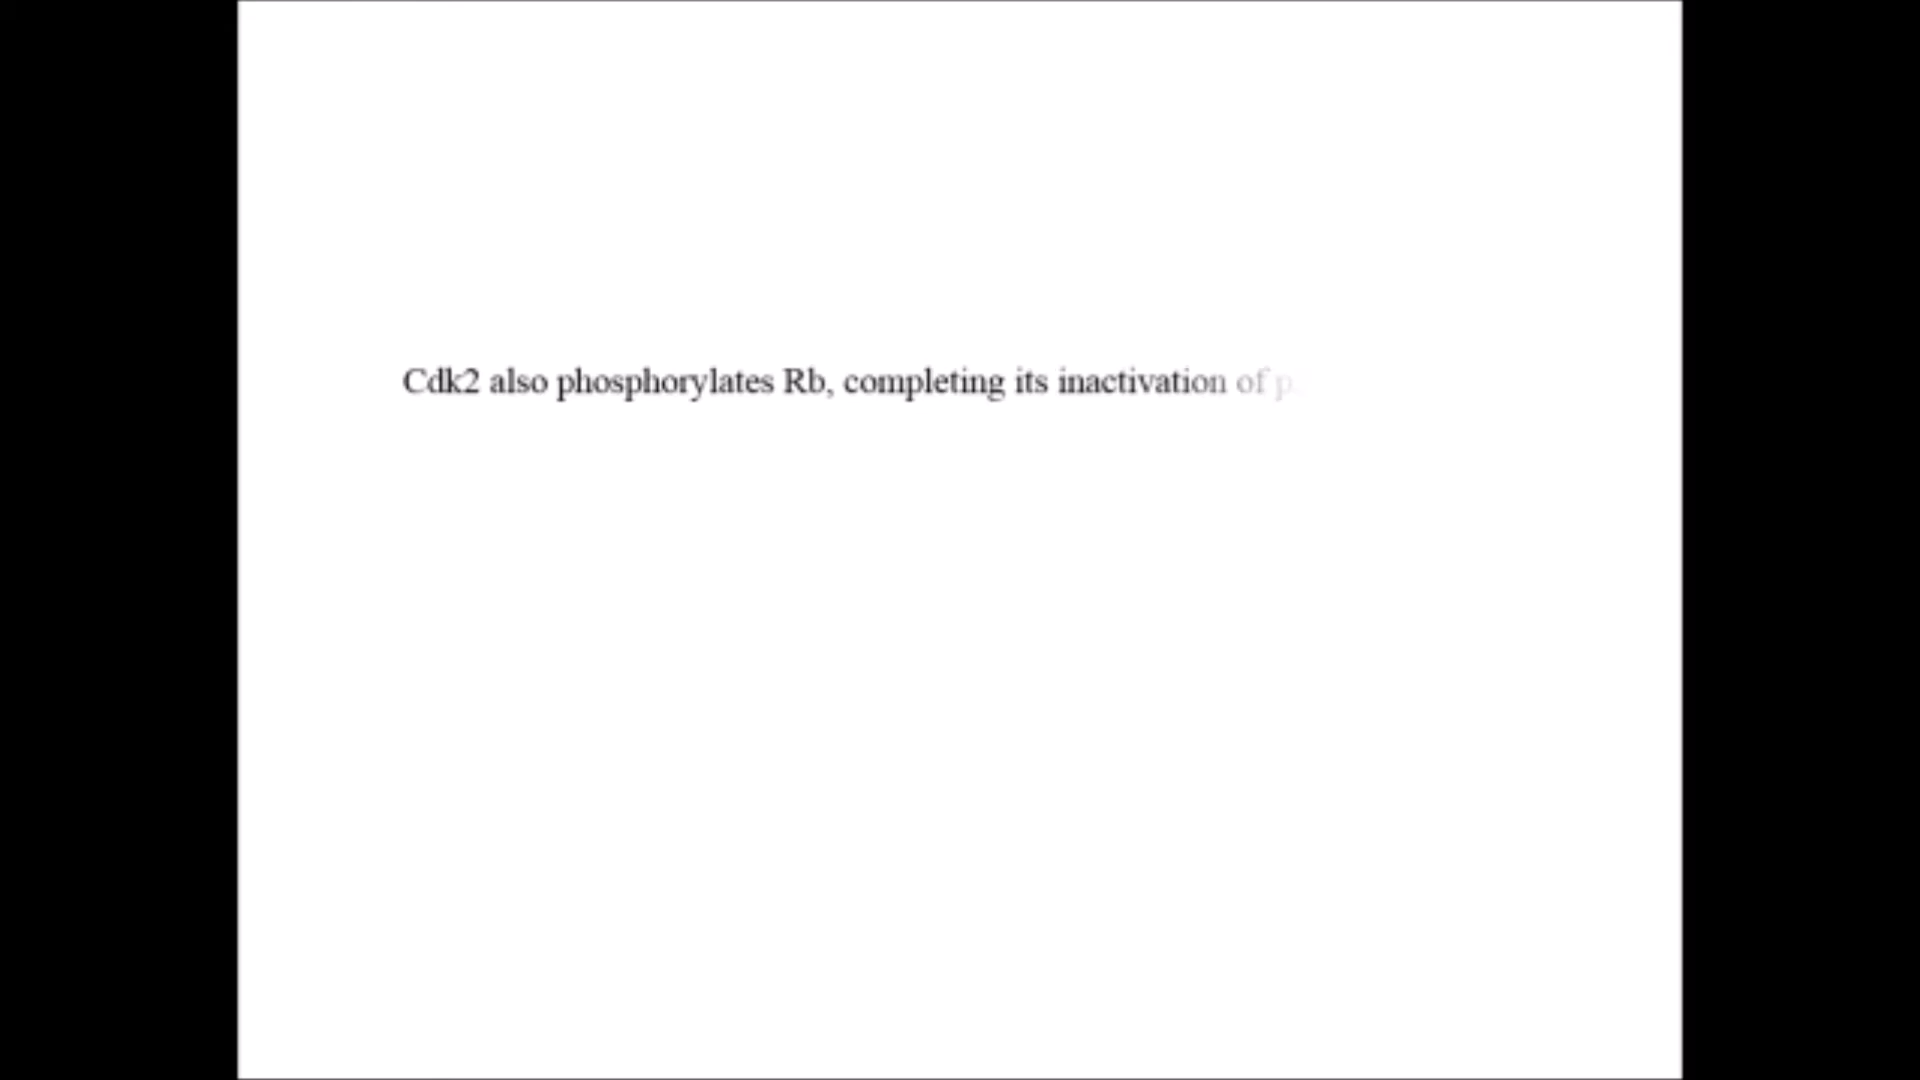 Cdk2 also phosphorylates Rb, completing its inactivation of